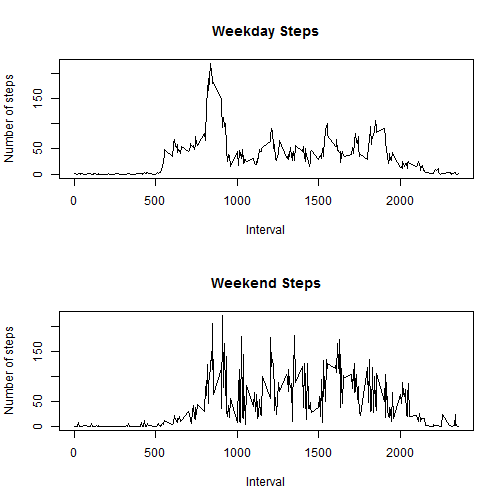 Weekday Steps
Number of steps
0 50 150
0 500 1000 1500 2000
Interval
Weekend Steps
Number of steps
0 50 150
0 500 1000 1500 2000
Interval